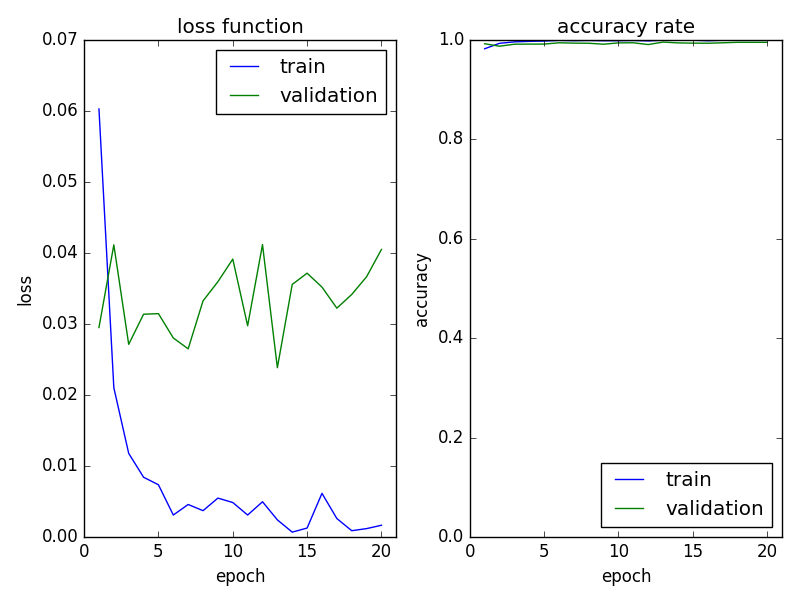 loss function
0.07
0.06
0.05
0.04
0.03
0.02
0.01
0.00
loss
0
5
10
15
20
epoch
train
validation
accuracy rate
1.0
0.8
0.6
0.4
0.2
0.0
accuracy
0
5
10
15
20
epoch
train
validation